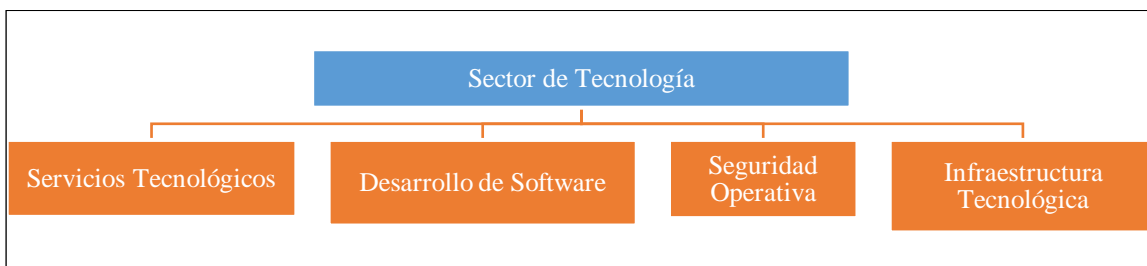 Sector de Tecnología
Servicios Tecnológicos
Desarrollo de Software
Seguridad
Operativa
Infraestructura
Tecnológica